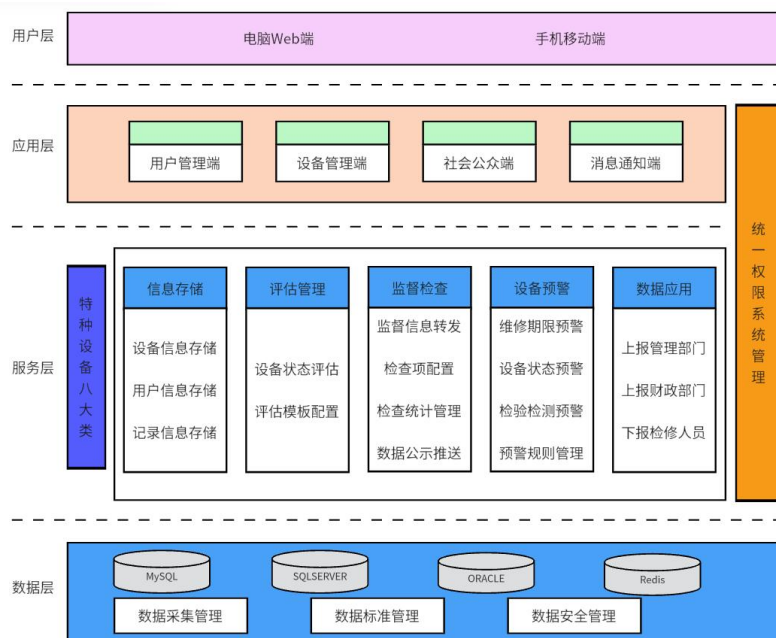 用户层
电脑Web端
手机移动端
应用层
用户管理端
设备管理端
社会公众端
消息通知端
统一权限系统管理
服务层
特种设备八大类
信息存储
设备信息存储
用户信息存储
记录信息存储
评估管理
设备状态评估
评估模板配置
监督检查
监督信息转发
检查项配置
检查统计管理
数据公示推送
设备预警
维修期限预警
设备状态预警
检验检测预警
预警规则管理
数据应用
上报管理部门
上报财政部门
下报检修人员
数据层
MySQL
SQLSERVER
ORACLE
Redis
数据采集管理
数据标准管理
数据安全管理